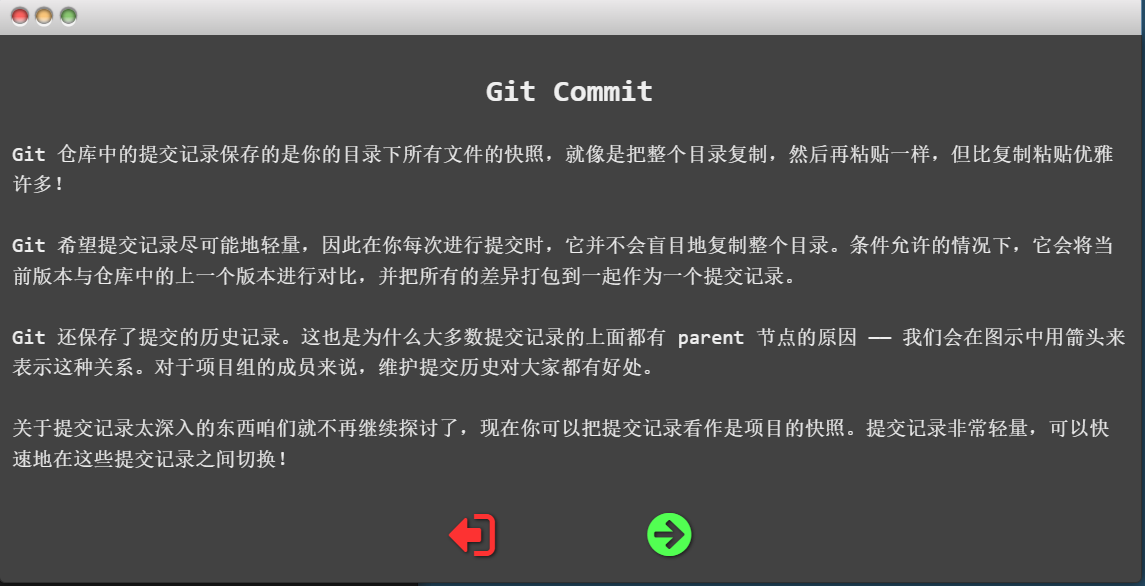 Git Commit
Git 仓库中的提交记录保存的是你的目录下所有文件的快照，就像是把整个目录复制，然后再粘贴一样，但比复制粘贴优雅
许多！
Git 希望提交记录尽可能地轻量，因此在你每次进行提交时，它并不会盲目地复制整个目录。条件允许的情况下，它会将当
前版本与仓库中的上一个版本进行对比，并把所有的差异打包到一起作为一个提交记录。
Git 还保存了提交的历史记录。这也是为什么大多数提交记录的上面都有 parent 节点的原因 —— 我们会在图示中用箭头来
表示这种关系。对于项目组的成员来说，维护提交历史对大家都有好处。
关于提交记录太深入的东西咱们就不再继续探讨了，现在你可以把提交记录看作是项目的快照。提交记录非常轻量，可以快
速地在这些提交记录之间切换！